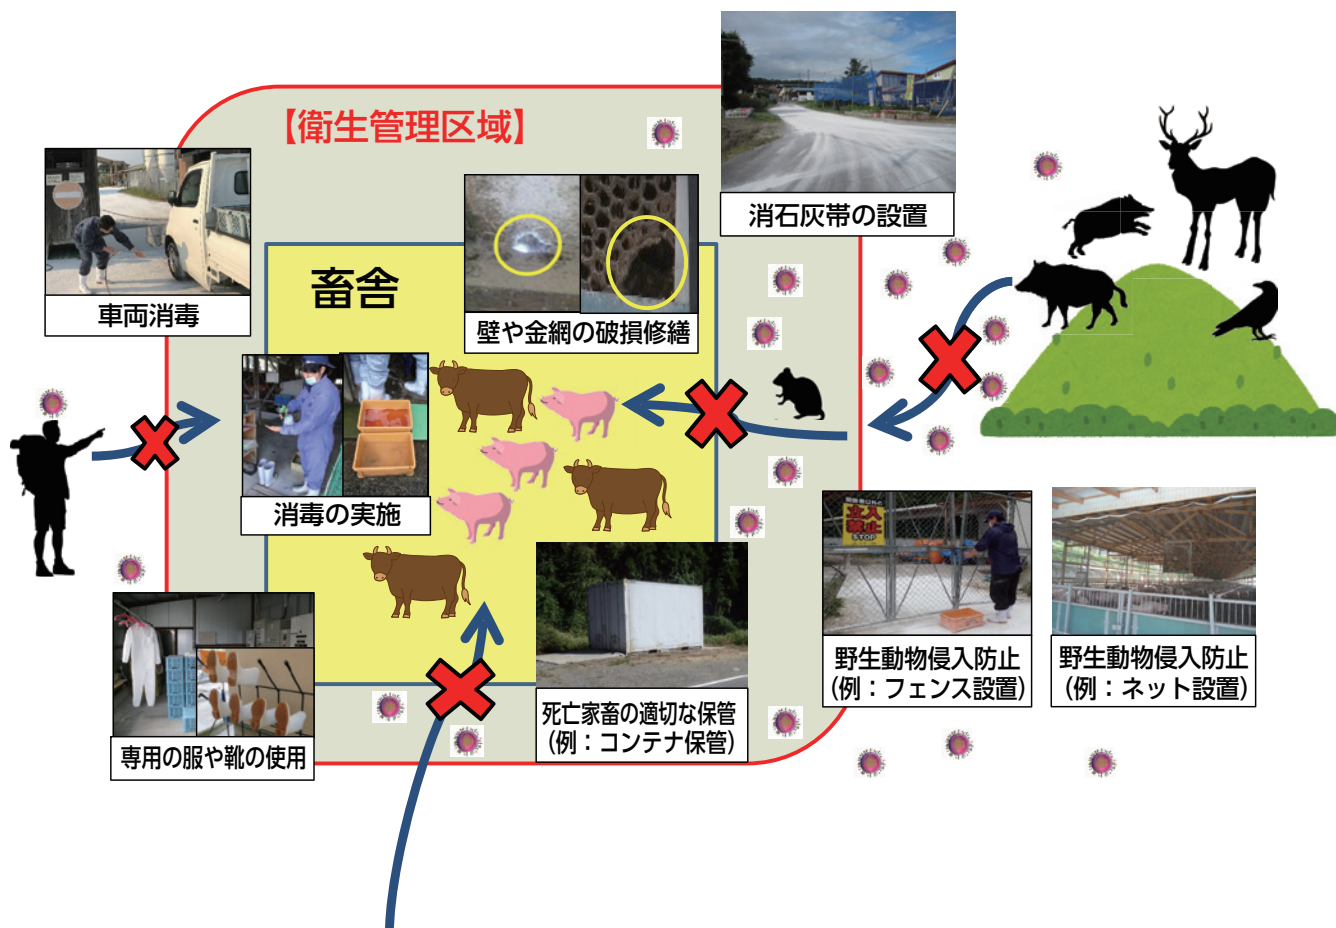 【衛生管理区域】
消石灰帯の設置
車両消毒
畜舎
壁や金網の破損修繕
消毒の実施
立入
禁止
STOP
野生動物侵入防止
(例：フェンス設置)
野生動物侵入防止
(例：ネット設置)
死亡家畜の適切な保管
(例：コンテナ保管)
専用の服や靴の使用